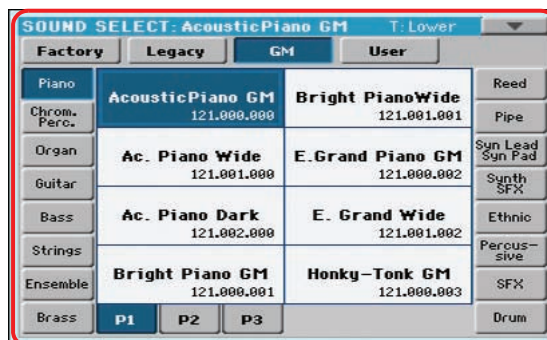 SOUND SELECT: AcousticPiano GM T: Lower
Factory Legacy GM User
Piano
Chrom.
Perc.
Organ
Guitar
Bass
Strings
Ensemble
Brass
AcousticPiano GM
121.000.000
Bright PianoWide
121.001.001
Ac. Piano Wide
121.001.000
E.Grand Piano GM
121.000.002
Ac. Piano Dark
121.002.000
E. Grand Wide
121.001.002
Bright Piano GM
121.000.001
Honky-Tonk GM
121.000.003
P1 P2 P3
Reed
Pipe
Syn Lead
Syn Pad
Synth
SFX
Ethnic
Percus-
sive
SFX
Drum